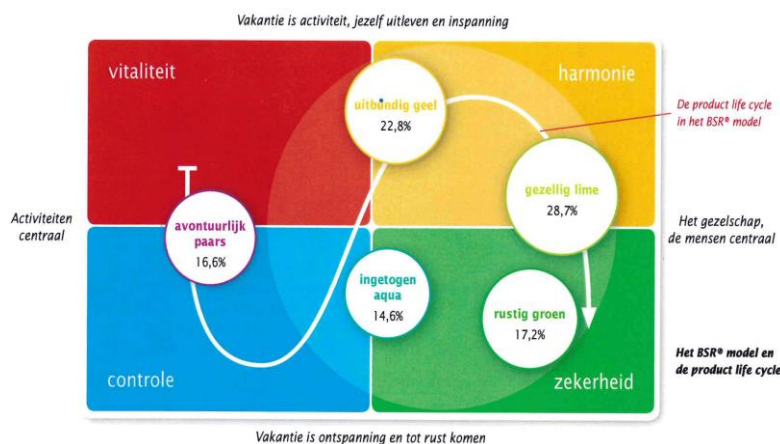 Vakantie is activiteit, jezelf uitleven en inspanning
vitaliteit
harmonie
uitbundig geel
22,8%
De product life cycle
in het BSR® model
gezellig lime
28,7%
Activiteiten
centraal
avontuurlijk
paars
16,6%
Het gezelschap,
de mensen centraal
ingetogen
aqua
14,6%
rustig groen
17,2%
controle
zekerheid
Het BSR® model en
de product life cycle
Vakantie is ontspanning en tot rust komen